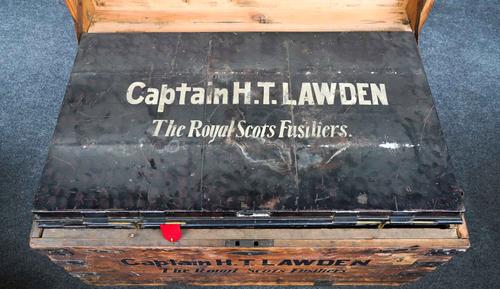 Captain H.T. LAWDEN
The Royal Scots Fusiliers.
Captain H.T. LAWDEN
The Royal Scots Fusiliers